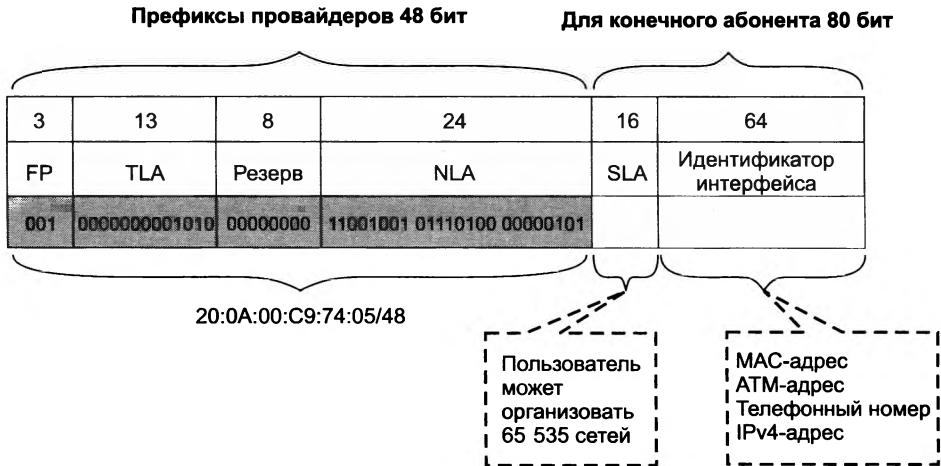 Префиксы провайдеров 48 бит
Для конечного абонента 80 бит
3 13 8 24 16 64
FP TLA Резерв NLA SLA Идентификатор интерфейса
001 0000000001010 00000000 11001001 01110100 00000101
20:0A:00:C9:74:05/48
Пользователь
может
организовать
65 535 сетей
MAC-адрес
ATM-адрес
Телефонный номер
IPv4-адрес